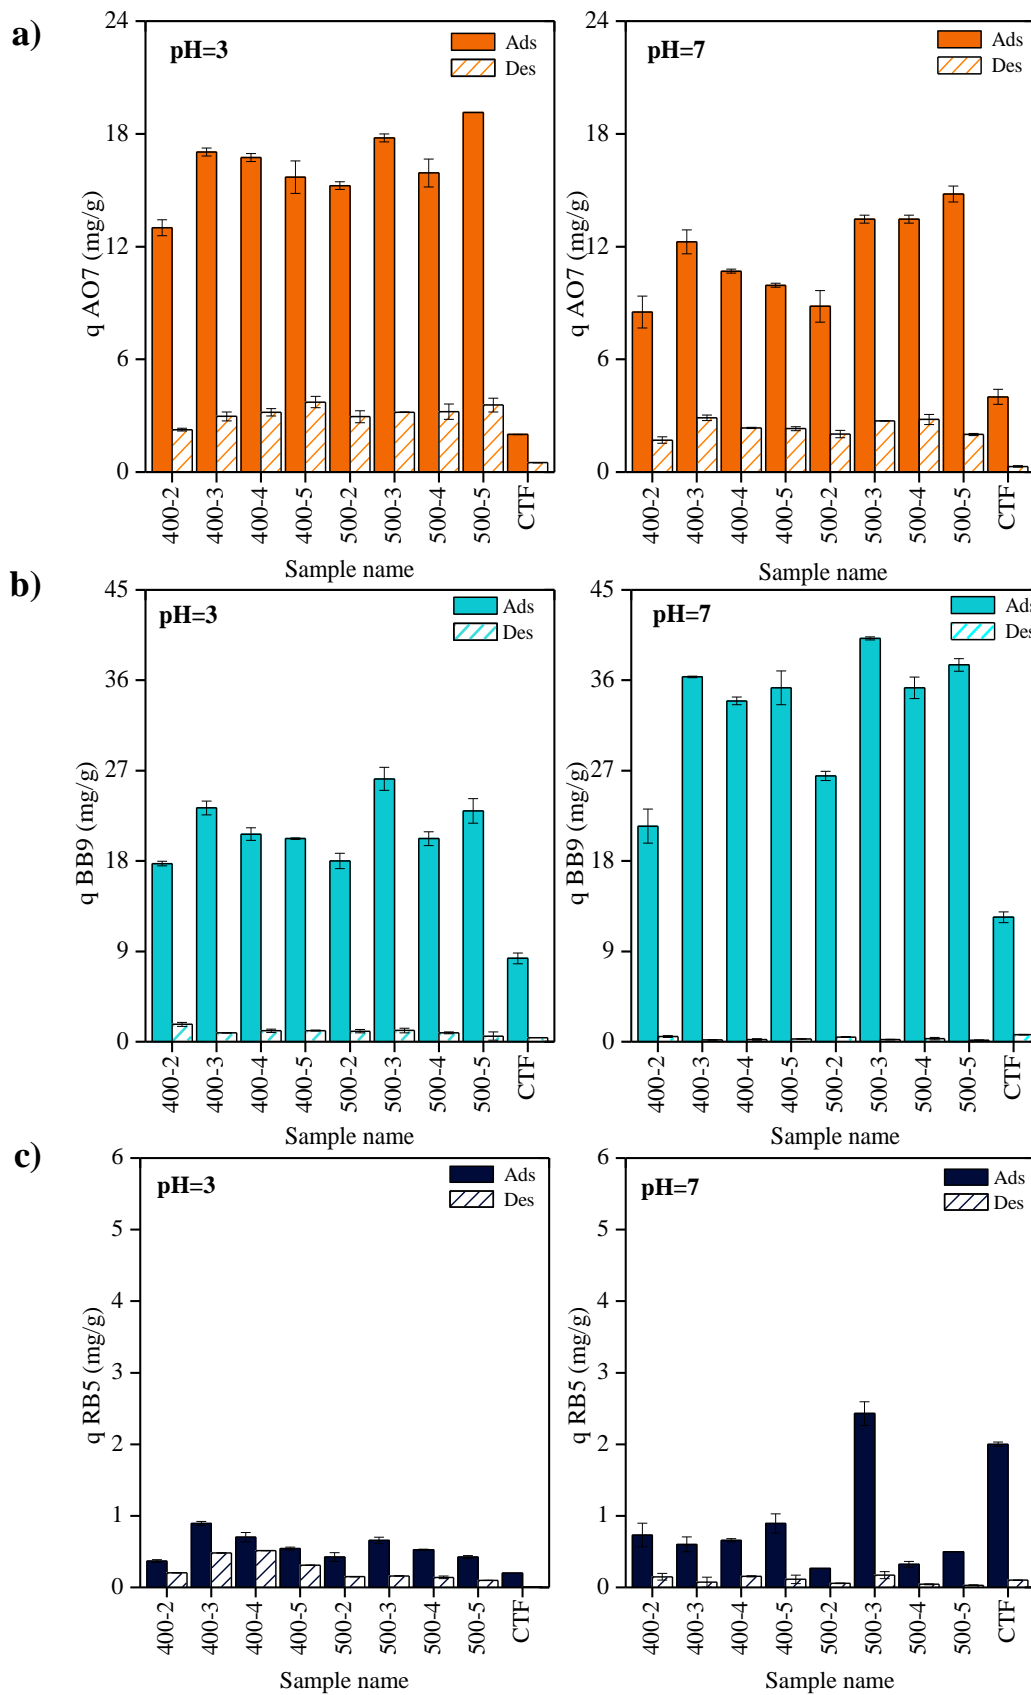 a)
pH=3
Ads
Des
24
18
12
6
0
q AO7 (mg/g)
400-2
400-3
400-4
400-5
500-2
500-3
500-4
500-5
CTF
Sample name
pH=7
Ads
Des
24
18
12
6
0
q AO7 (mg/g)
400-2
400-3
400-4
400-5
500-2
500-3
500-4
500-5
CTF
Sample name
b)
pH=3
Ads
Des
45
36
27
18
9
0
q BB9 (mg/g)
400-2
400-3
400-4
400-5
500-2
500-3
500-4
500-5
CTF
Sample name
pH=7
Ads
Des
45
36
27
18
9
0
q BB9 (mg/g)
400-2
400-3
400-4
400-5
500-2
500-3
500-4
500-5
CTF
Sample name
c)
pH=3
Ads
Des
6
5
4
3
2
1
0
q RB5 (mg/g)
400-2
400-3
400-4
400-5
500-2
500-3
500-4
500-5
CTF
Sample name
pH=7
Ads
Des
6
5
4
3
2
1
0
q RB5 (mg/g)
400-2
400-3
400-4
400-5
500-2
500-3
500-4
500-5
CTF
Sample name